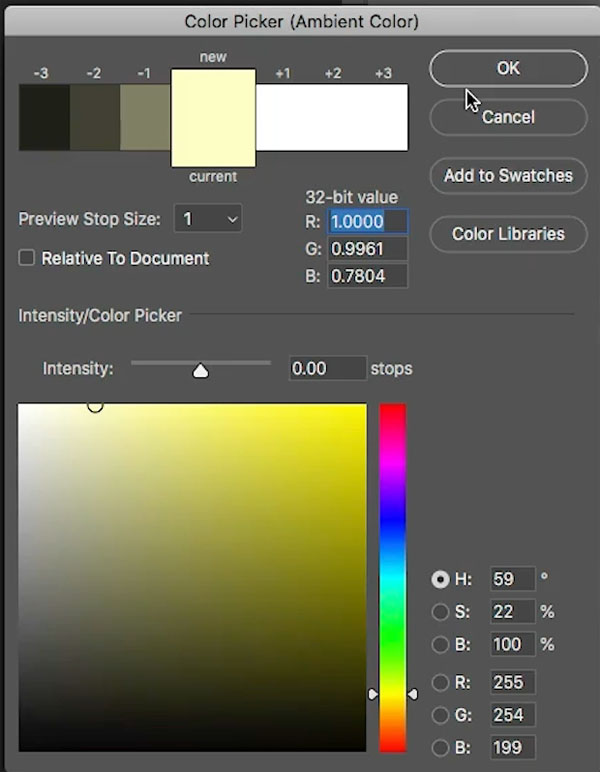 Color Picker (Ambient Color)
new
-3 -2 -1 +1 +2 +3
current
OK
Cancel
Add to Swatches
Color Libraries
Preview Stop Size: 1
Relative To Document
32-bit value
R: 1.0000
G: 0.9961
B: 0.7804
Intensity/Color Picker
Intensity: 0.00 stops
H: 59 °
S: 22 %
B: 100 %
R: 255
G: 254
B: 199